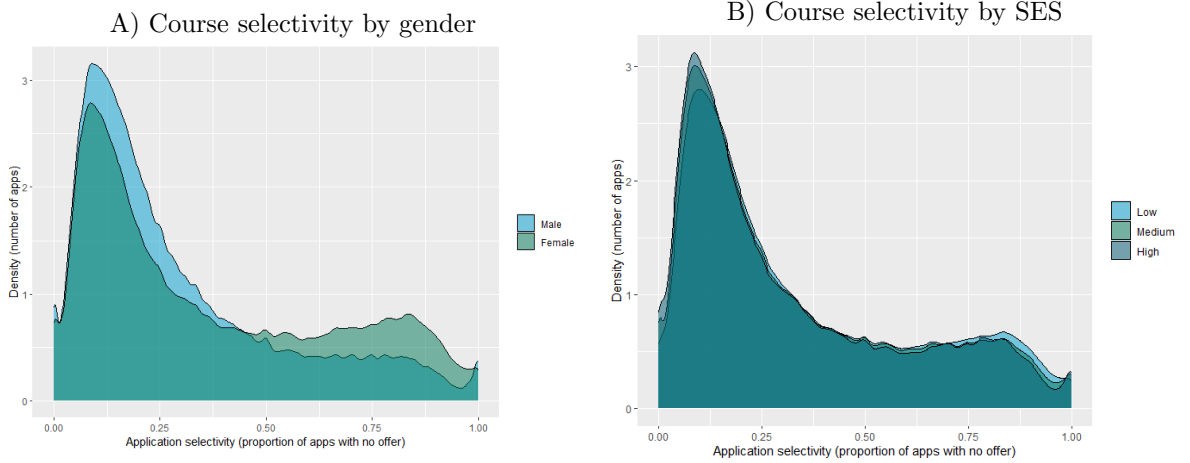 A) Course selectivity by gender
Density (number of apps)
3
2
1
0
0.00 0.25 0.50 0.75 1.00
Application selectivity (proportion of apps with no offer)
Male
Female
B) Course selectivity by SES
Density (number of apps)
3
2
1
0
0.00 0.25 0.50 0.75 1.00
Application selectivity (proportion of apps with no offer)
Low
Medium
High